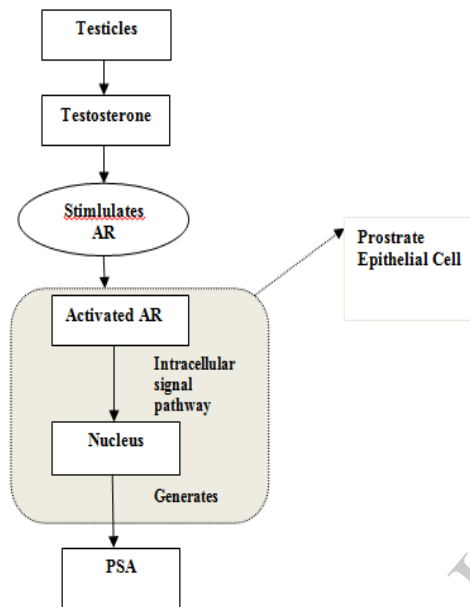 Testicles
Testosterone
Stimlulates
AR
Prostrate
Epithelial Cell
Activated AR
Intracellular
signal
pathway
Nucleus
Generates
PSA